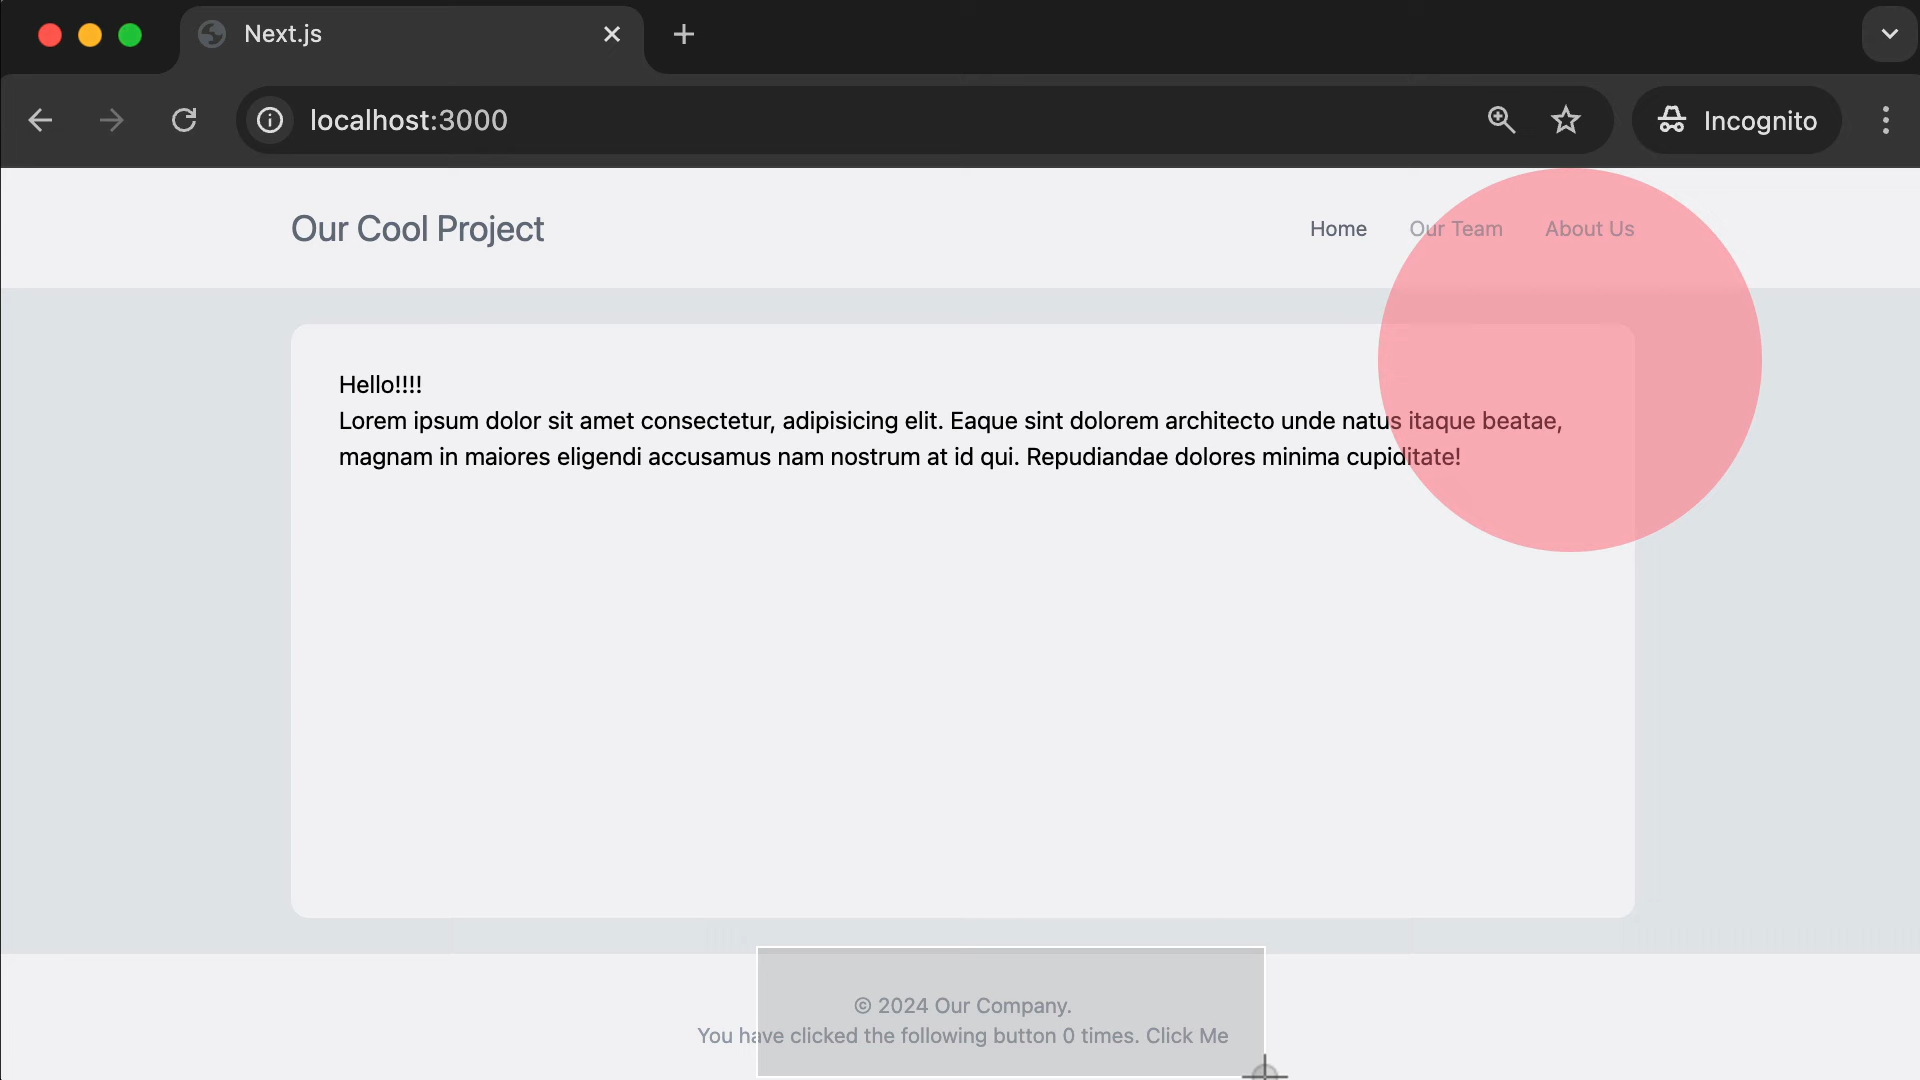 Next.js
localhost:3000
Incognito
Our Cool Project
Home Our Team About Us
Hello!!!!
Lorem ipsum dolor sit amet consectetur, adipisicing elit. Eaque sint dolorem architecto unde natus itaque beatae,
magnam in maiores eligendi accusamus nam nostrum at id qui. Repudiandae dolores minima cupiditate!
© 2024 Our Company.
You have clicked the following button 0 times. Click Me